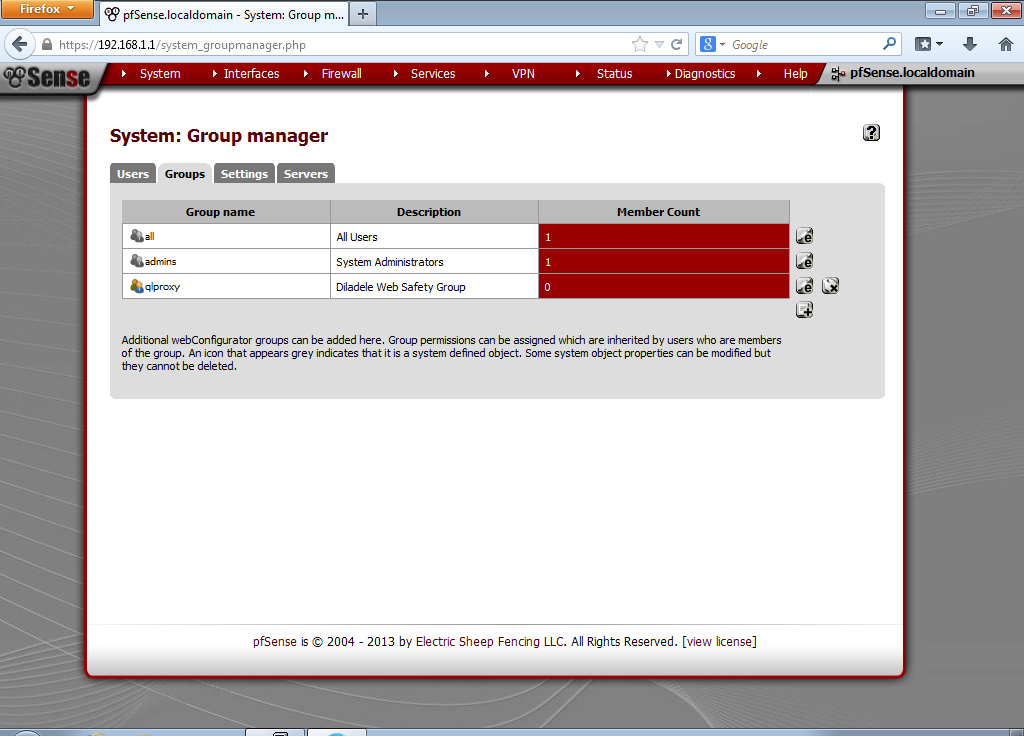 Firefox
pfSense.localdomain - System: Group m...
https://192.168.1.1/system_groupmanager.php
Google
Sense
System
Interfaces
Firewall
Services
VPN
Status
Diagnostics
Help
pfSense.localdomain
System: Group manager
Users
Groups
Settings
Servers
Group name Description Member Count
all All Users 1
admins System Administrators 1
qlproxy Diladele Web Safety Group 0
Additional webConfigurator groups can be added here. Group permissions can be assigned which are inherited by users who are members
of the group. An icon that appears grey indicates that it is a system defined object. Some system object properties can be modified but
they cannot be deleted.
pfSense is © 2004 - 2013 by Electric Sheep Fencing LLC. All Rights Reserved. [view license]